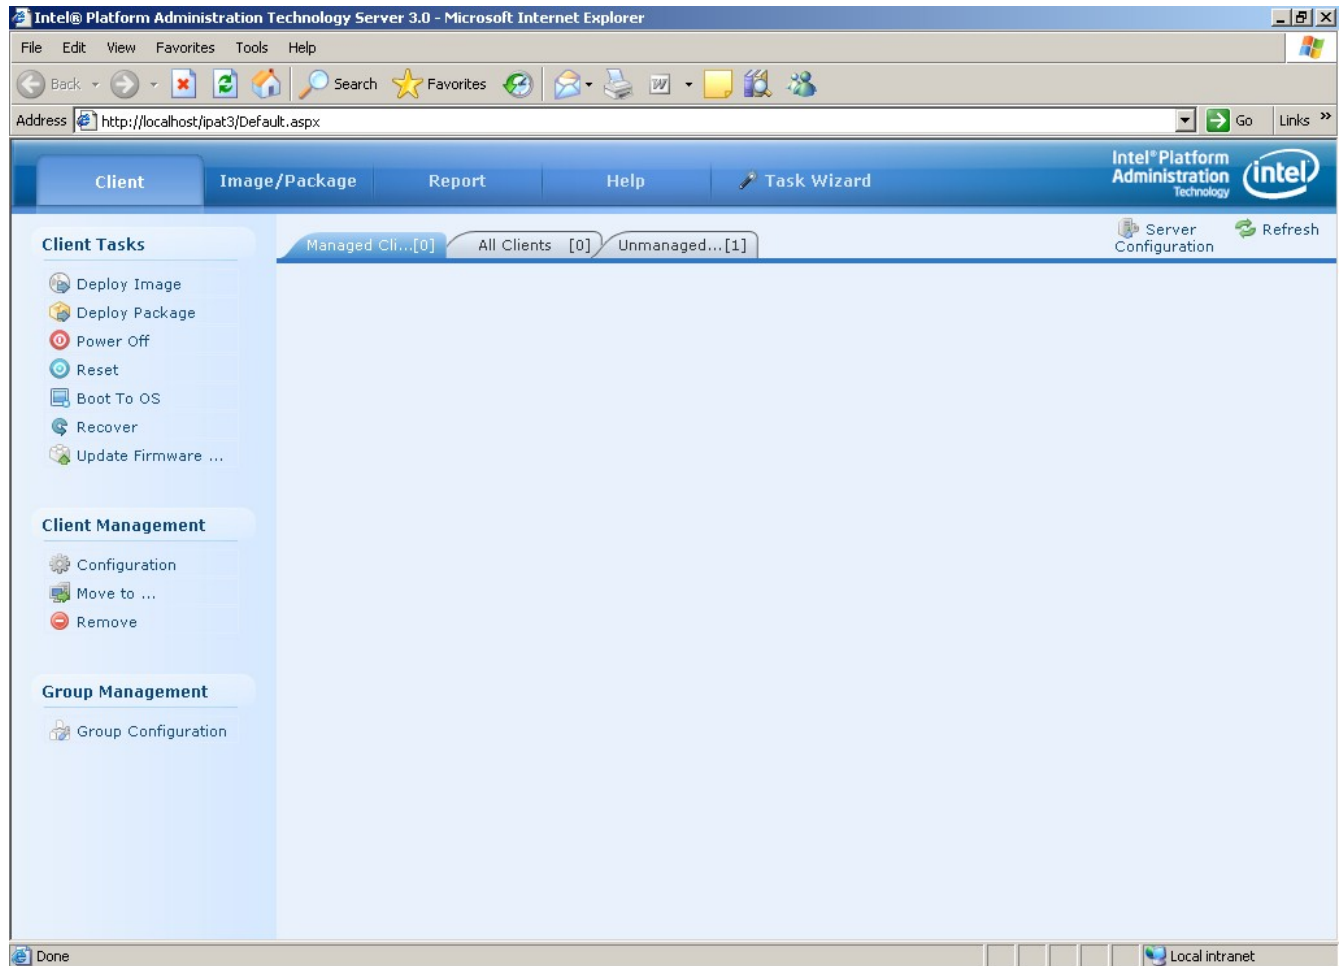 Intel® Platform Administration Technology Server 3.0 - Microsoft Internet Explorer
File Edit View Favorites Tools Help
Back Search Favorites
Address http://localhost/ipat3/Default.aspx Go Links »
Client Image/Package Report Help Task Wizard
Intel® Platform
Administration
Technology
intel
Client Tasks
Managed Cli...[0] All Clients [0] Unmanaged...[1]
Server
Configuration
Refresh
Deploy Image
Deploy Package
Power Off
Reset
Boot To OS
Recover
Update Firmware ...
Client Management
Configuration
Move to ...
Remove
Group Management
Group Configuration
Done Local intranet